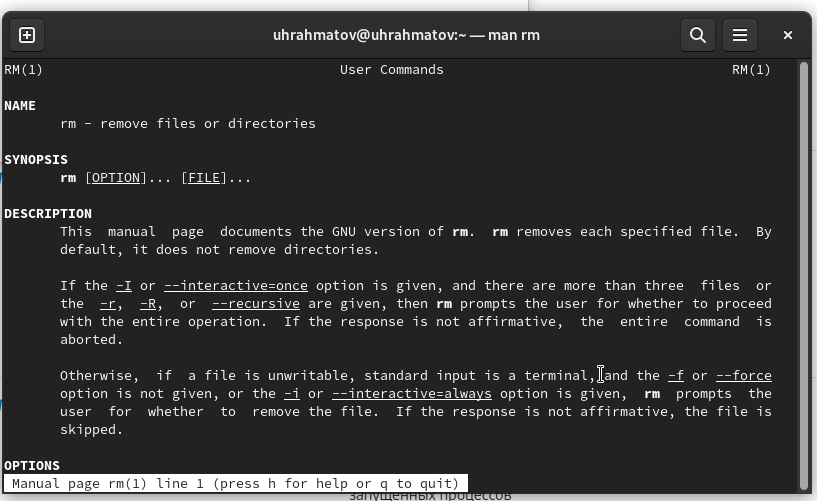 uhrahmatov@uhrahmatov:~ — man rm
RM(1) User Commands RM(1)
NAME
rm - remove files or directories
SYNOPSIS
rm [OPTION]... [FILE]...
DESCRIPTION
This manual page documents the GNU version of rm. rm removes each specified file. By
default, it does not remove directories.
If the -I or --interactive=once option is given, and there are more than three files or
the -r, -R, or --recursive are given, then rm prompts the user for whether to proceed
with the entire operation. If the response is not affirmative, the entire command is
aborted.
Otherwise, if a file is unwritable, standard input is a terminal, and the -f or --force
option is not given, or the -i or --interactive=always option is given, rm prompts the
user for whether to remove the file. If the response is not affirmative, the file is
skipped.
OPTIONS
Manual page rm(1) line 1 (press h for help or q to quit)
запущенных процессов